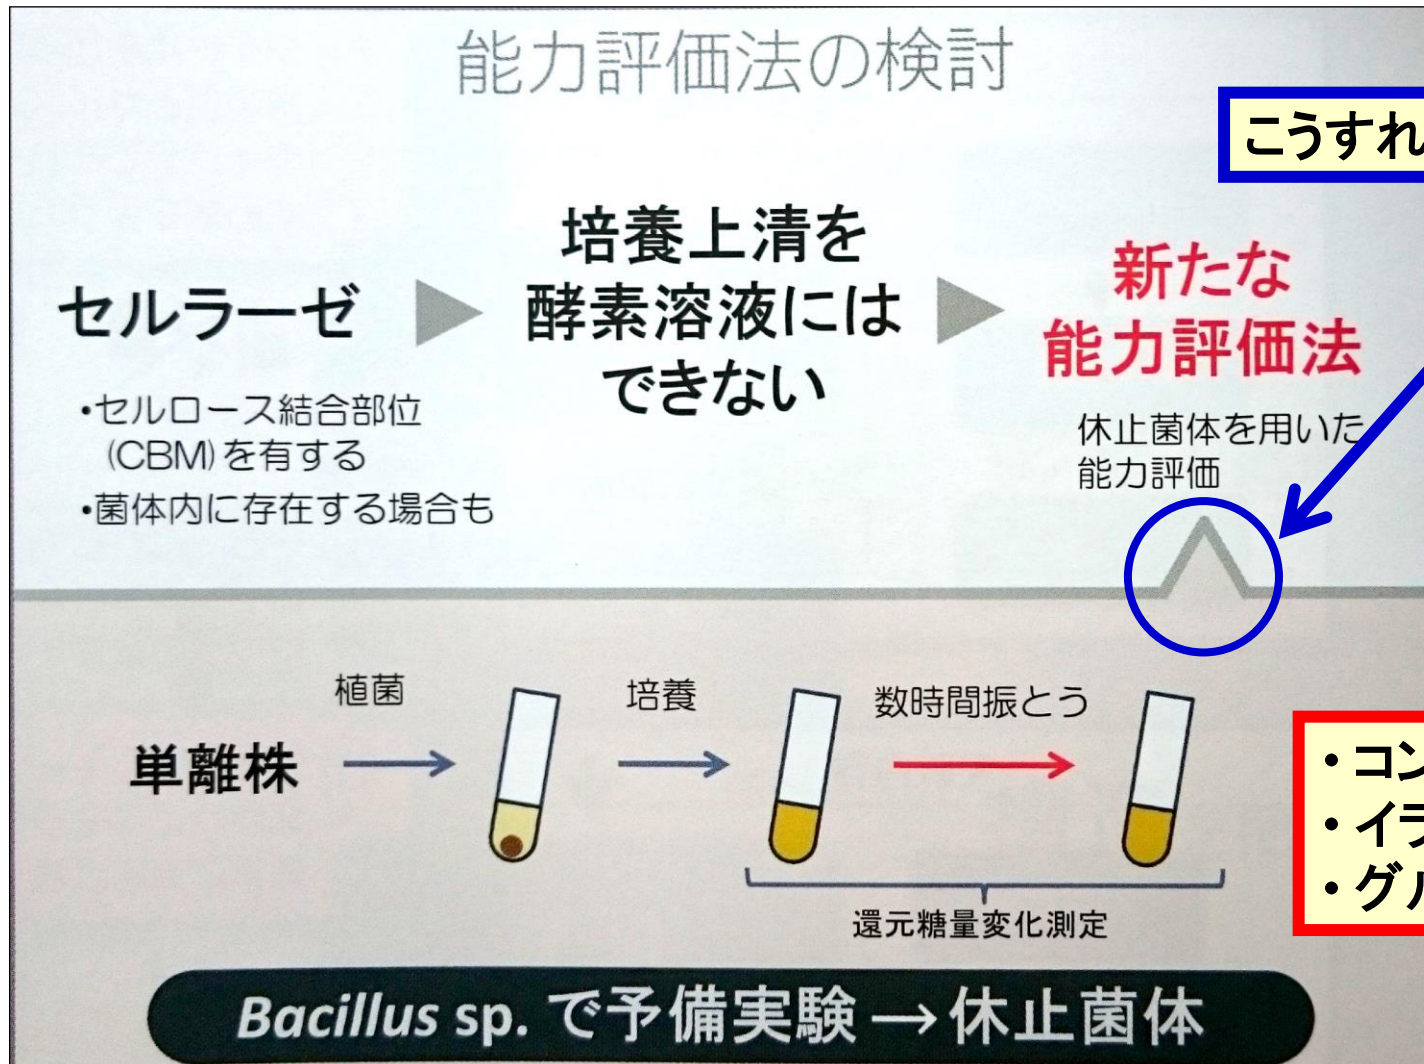 能力評価法の検討
こうすれ
セルラーゼ
・セルロース結合部位
(CBM)を有する
・菌体内に存在する場合も
培養上清を
酵素溶液には
できない
新たな
能力評価法
休止菌体を用いた
能力評価
単離株
植菌
培養
数時間振とう
還元糖量変化測定
・コン
・イラ
・グル
Bacillus sp. で予備実験→休止菌体